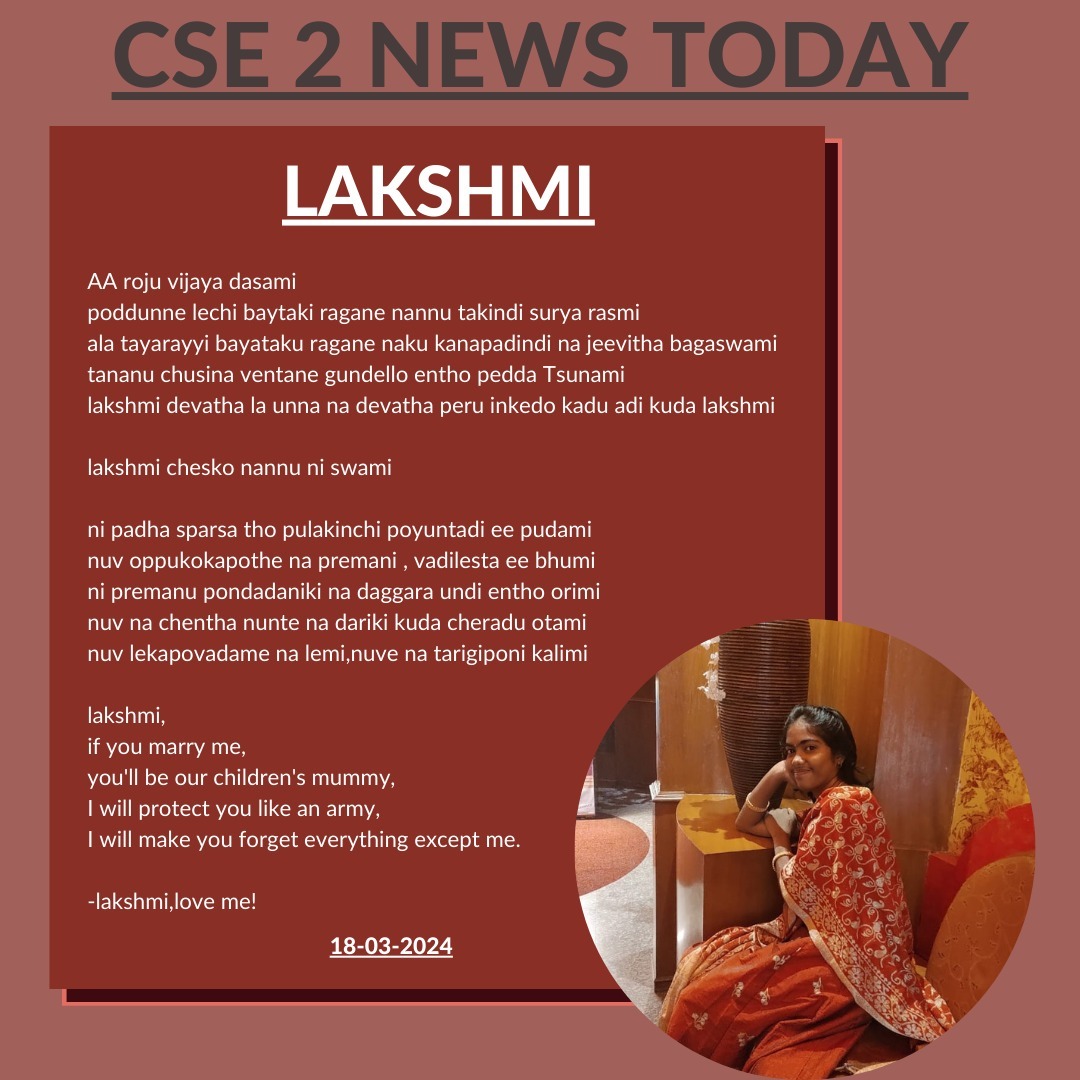 CSE 2 NEWS TODAY
LAKSHMI
AA roju vijaya dasami
poddunne lechi baytaki ragane nannu takindi surya rasmi
ala tayarayyi bayataku ragane naku kanapadindi na jeevitha bagaswami
tananu chusina ventane gundello entho pedda Tsunami
lakshmi devatha la unna na devatha peru inkedo kadu adi kuda lakshmi
lakshmi chesko nannu ni swami
ni padha sparsa tho pulakinchi poyuntadi ee pudami
nuv oppukokapothe na premani , vadilesta ee bhumi
ni premanu pondadaniki na daggara undi entho orimi
nuv na chentha nunte na dariki kuda cheradu otami
nuv lekapovadame na lemi,nuve na tarigiponi kalimi
lakshmi,
if you marry me,
you'll be our children's mummy,
I will protect you like an army,
I will make you forget everything except me.
-lakshmi,love me!
18-03-2024